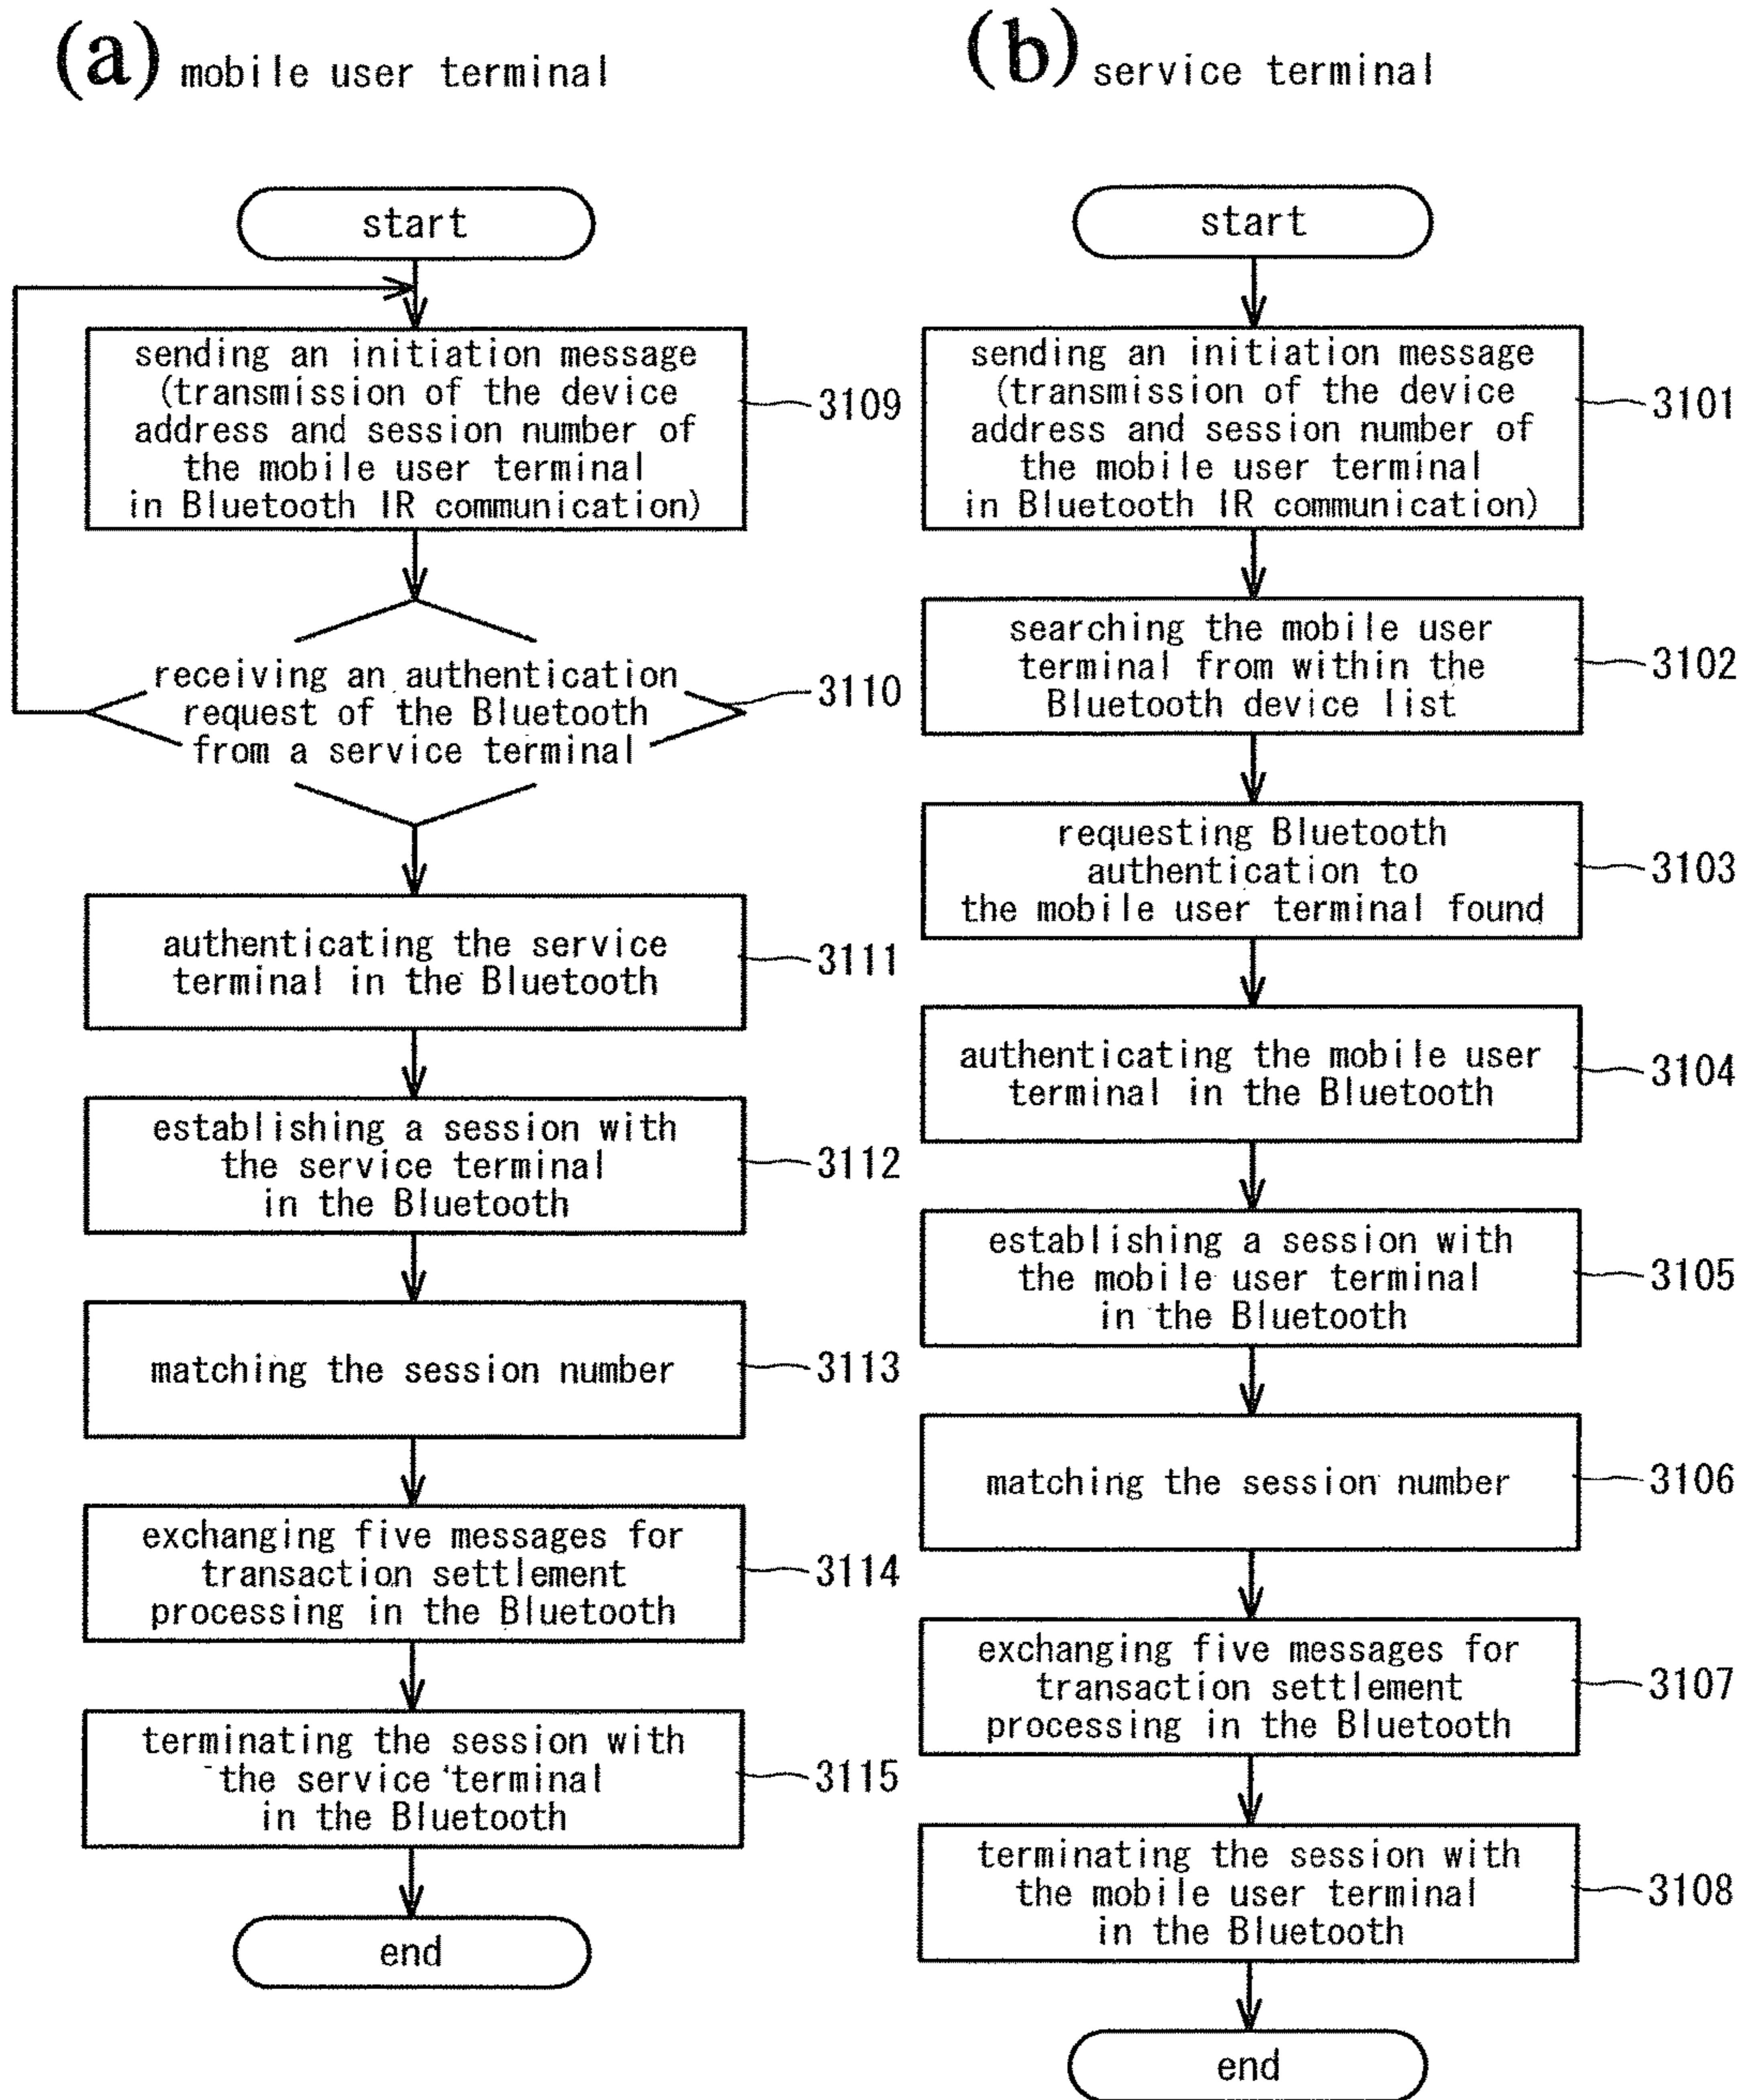 (a) mobile user terminal
start
sending an initiation message
(transmission of the device
address and session number of
the mobile user terminal
in Bluetooth IR communication)
3109
receiving an authentication
request of the Bluetooth
from a service terminal
3110
authenticating the service
terminal in the Bluetooth
3111
establishing a session with
the service terminal
in the Bluetooth
3112
matching the session number
3113
exchanging five messages for
transaction settlement
processing in the Bluetooth
3114
terminating the session with
the service terminal
in the Bluetooth
3115
end
(b) service terminal
start
sending an initiation message
(transmission of the device
address and session number of
the mobile user terminal
in Bluetooth IR communication)
3101
searching the mobile user
terminal from within the
Bluetooth device list
3102
requesting Bluetooth
authentication to
the mobile user terminal found
3103
authenticating the mobile user
terminal in the Bluetooth
3104
establishing a session with
the mobile user terminal
in the Bluetooth
3105
matching the session number
3106
exchanging five messages for
transaction settlement
processing in the Bluetooth
3107
terminating the session with
the mobile user terminal
in the Bluetooth
3108
end